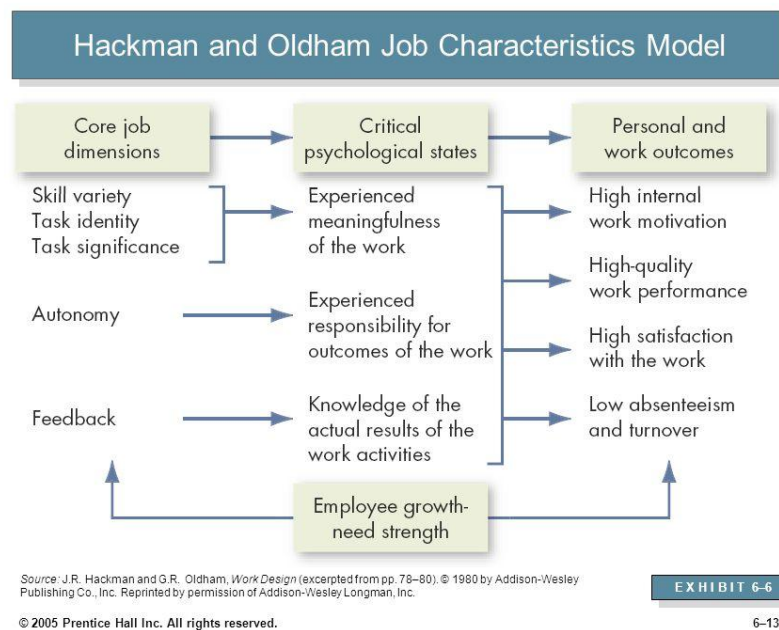 Hackman and Oldham Job Characteristics Model
Core job
dimensions
Critical
psychological states
Personal and
work outcomes
Skill variety
Task identity
Task significance
Experienced
meaningfulness
of the work
High internal
work motivation
High-quality
work performance
Autonomy
Experienced
responsibility for
outcomes of the work
High satisfaction
with the work
Feedback
Knowledge of the
actual results of the
work activities
Low absenteeism
and turnover
Employee growth-
need strength
Source: J.R. Hackman and G.R. Oldham, Work Design (excerpted from pp. 78–80). © 1980 by Addison-Wesley
Publishing Co., Inc. Reprinted by permission of Addison-Wesley Longman, Inc.
EXHIBIT 6-6
© 2005 Prentice Hall Inc. All rights reserved.
6–13